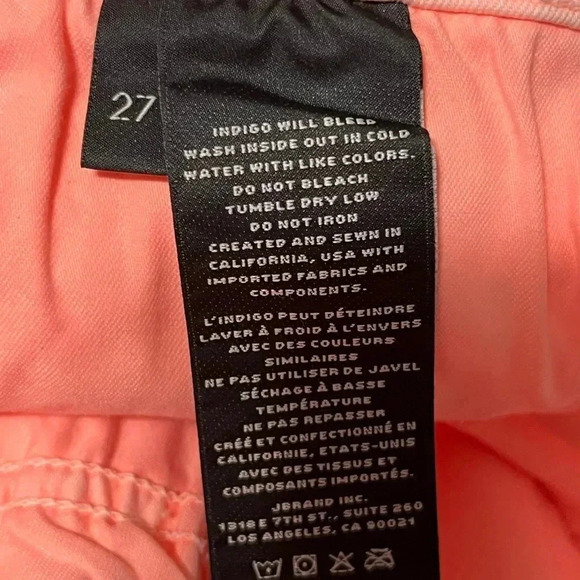 27
INDIGO WILL BLEED
WASH INSIDE OUT IN COLD
WATER WITH LIKE COLORS.
DO NOT BLEACH
TUMBLE DRY LOW
DO NOT IRON
CREATED AND SEWN IN
CALIFORNIA, USA WITH
IMPORTED FABRICS AND
COMPONENTS.
L'INDIGO PEUT DÉTEINDRE
LAVER À FROID À L'ENVERS
AVEC DES COULEURS
SIMILAIRES
NE PAS UTILISER DE JAVEL
SÉCHAGE À BASSE
TEMPÉRATURE
NE PAS REPASSER
CRÉÉ ET CONFECTIONNÉ EN
CALIFORNIE, ETATS-UNIS
AVEC DES TISSUS ET
COMPOSANTS IMPORTÉS.
JBRAND INC.
1318 E 7TH ST., SUITE 260
LOS ANGELES, CA 90021